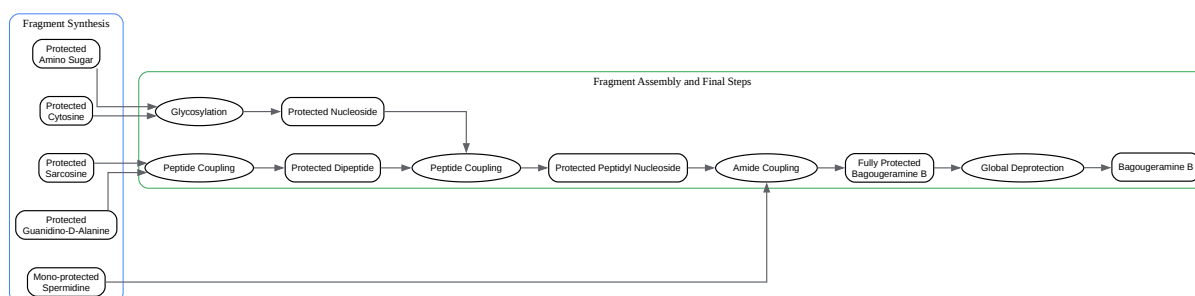 Fragment Synthesis
Protected
Amino Sugar
Fragment Assembly and Final Steps
Protected
Cytosine
Glycosylation
Protected Nucleoside
Protected
Sarcosine
Peptide Coupling
Protected Dipeptide
Peptide Coupling
Protected Peptidyl Nucleoside
Amide Coupling
Fully Protected
Bagougeramine B
Global Deprotection
Bagougeramine B
Protected
Guanidino-D-Alanine
Mono-protected
Spermidine